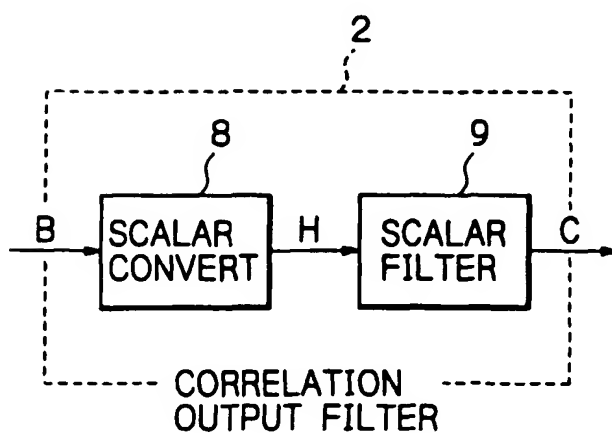 2
8
9
B
SCALAR
CONVERT
H
SCALAR
FILTER
C
CORRELATION
OUTPUT FILTER